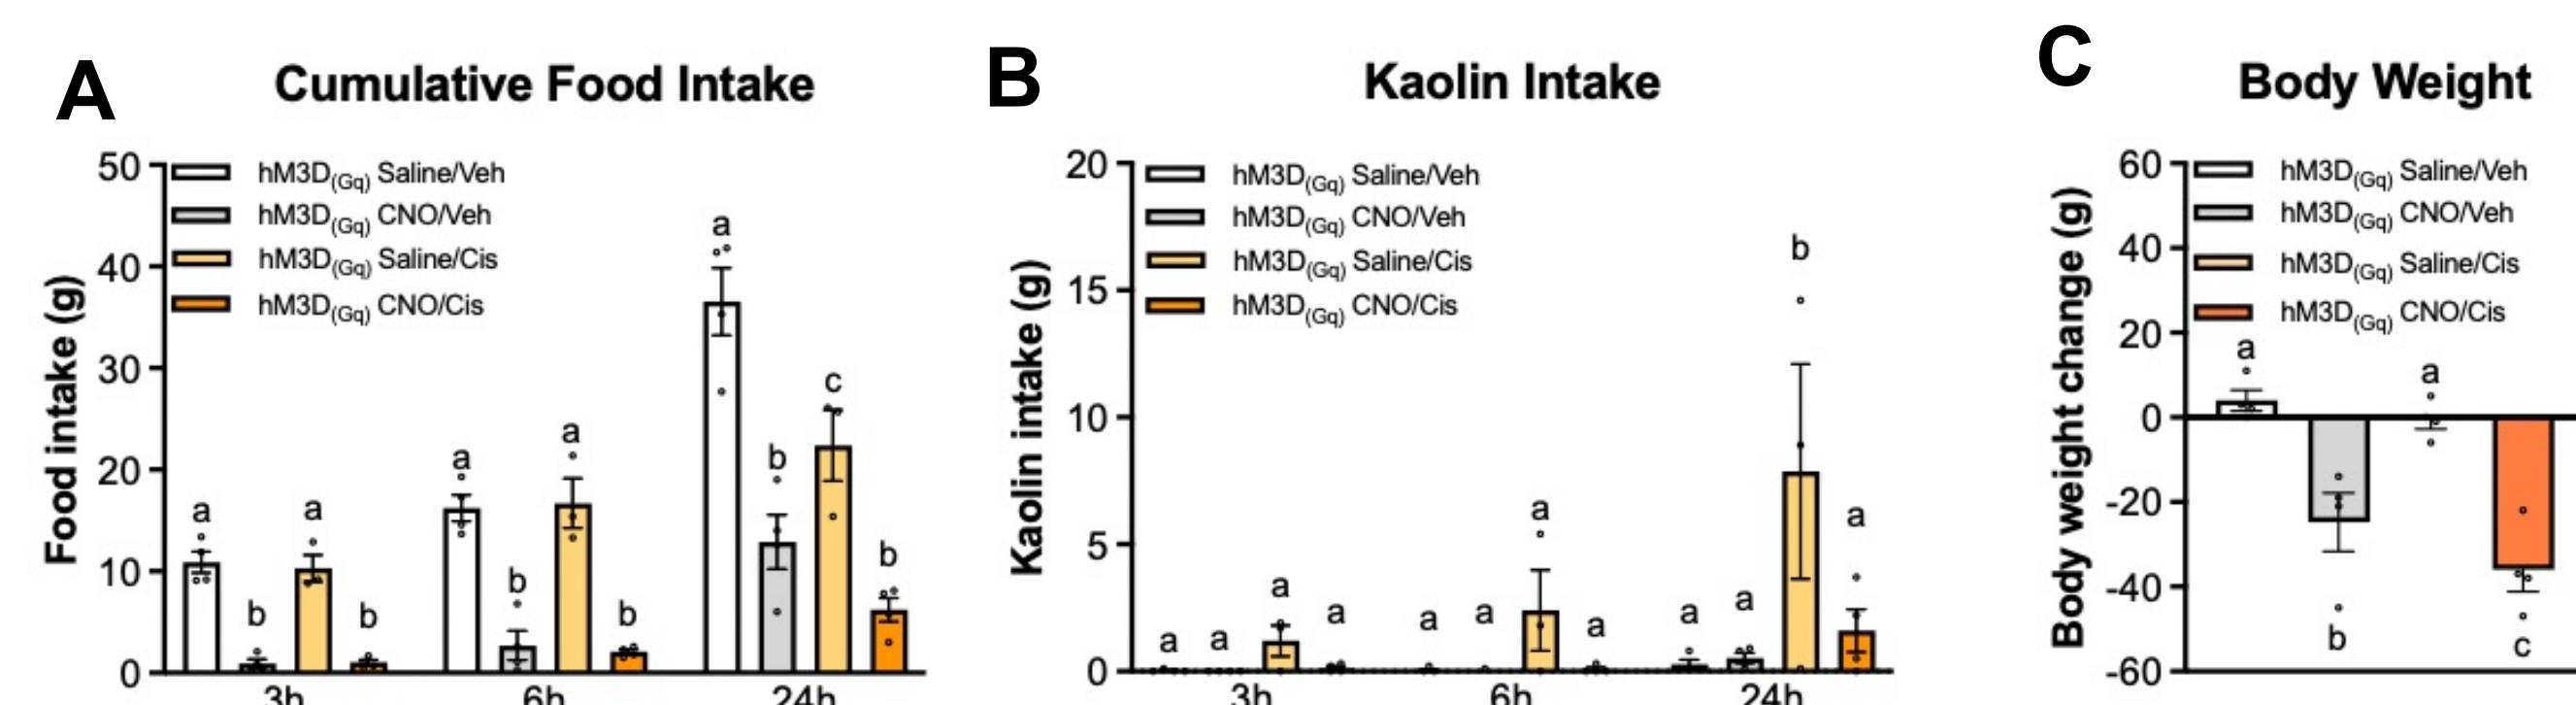 A
Cumulative Food Intake
50
40
30
20
10
0
Food intake (g)
hM3D(Gq) Saline/Veh
hM3D(Gq) CNO/Veh
hM3D(Gq) Saline/Cis
hM3D(Gq) CNO/Cis
a
b
a
b
a
b
a
b
a
b
c
b
3h
6h
24h
B
Kaolin Intake
20
15
10
5
0
Kaolin intake (g)
hM3D(Gq) Saline/Veh
hM3D(Gq) CNO/Veh
hM3D(Gq) Saline/Cis
hM3D(Gq) CNO/Cis
a
a
a
a
a
a
a
a
a
a
b
a
3h
6h
24h
C
Body Weight
60
40
20
0
-20
-40
-60
Body weight change (g)
hM3D(Gq) Saline/Veh
hM3D(Gq) CNO/Veh
hM3D(Gq) Saline/Cis
hM3D(Gq) CNO/Cis
a
b
a
c